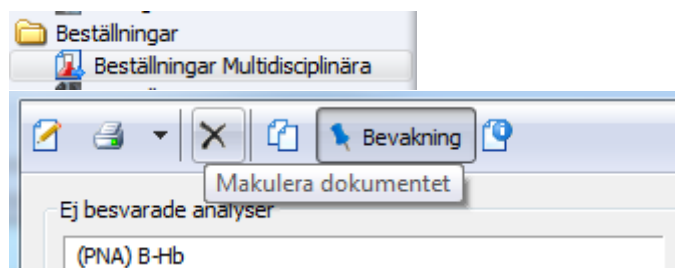 Beställningar
Beställningar Multidisciplinära
Bevakning
Makulera dokumentet
Ej besvarade analyser
(PNA) B-Hb